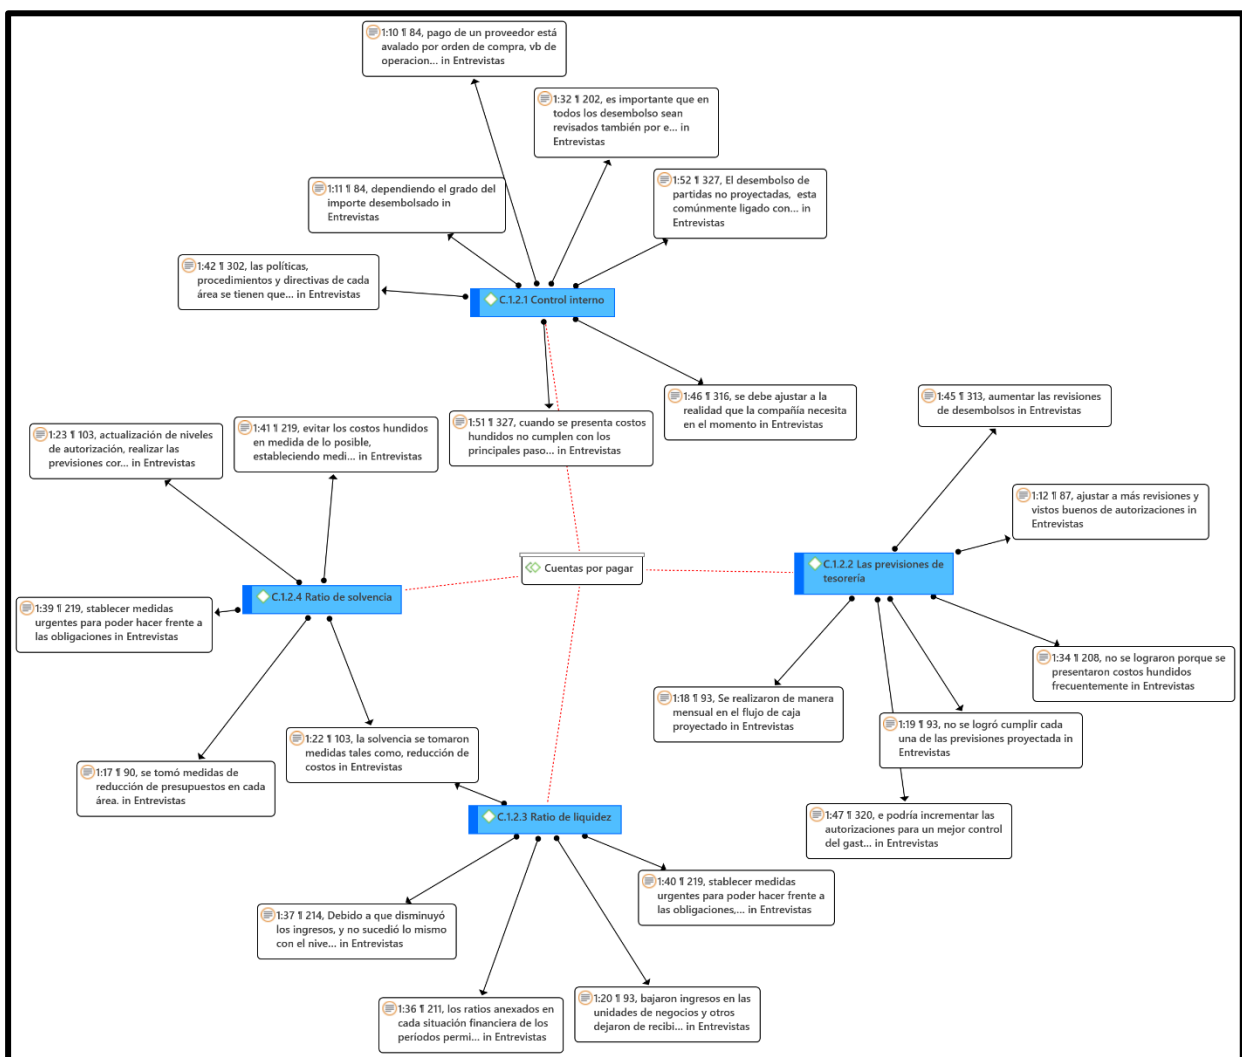 1:10 ¶ 84, pago de un proveedor está
avalado por orden de compra, vb de
operacion... in Entrevistas
1:32 ¶ 202, es importante que en
todos los desembolso sean
revisados también por e... in
Entrevistas
1:11 ¶ 84, dependiendo el grado del
importe desembolsado in
Entrevistas
1:52 ¶ 327, El desembolso de
partidas no proyectadas, esta
comúnmente ligado con... in
Entrevistas
1:42 ¶ 302, las políticas,
procedimientos y directivas de cada
área se tienen que... in Entrevistas
C.1.2.1 Control interno
1:46 ¶ 316, se debe ajustar a la
realidad que la compañía necesita
en el momento in Entrevistas
1:45 ¶ 313, aumentar las revisiones
de desembolsos in Entrevistas
1:23 ¶ 103, actualización de niveles
de autorización, realizar las
previsiones cor... in Entrevistas
1:41 ¶ 219, evitar los costos hundidos
en medida de lo posible,
estableciendo medi... in Entrevistas
1:51 ¶ 327, cuando se presenta costos
hundidos no cumplen con los
principales paso... in Entrevistas
1:12 ¶ 87, ajustar a más revisiones y
vistos buenos de autorizaciones in
Entrevistas
Cuentas por pagar
C.1.2.2 Las previsiones de
tesorería
C.1.2.4 Ratio de solvencia
1:39 ¶ 219, stablecer medidas
urgentes para poder hacer frente a
las obligaciones in Entrevistas
1:34 ¶ 208, no se lograron porque se
presentaron costos hundidos
frecuentemente in Entrevistas
1:18 ¶ 93, Se realizaron de manera
mensual en el flujo de caja
proyectado in Entrevistas
1:19 ¶ 93, no se logró cumplir cada
una de las previsiones proyectada in
Entrevistas
1:22 ¶ 103, la solvencia se tomaron
medidas tales como, reducción de
costos in Entrevistas
1:17 ¶ 90, se tomó medidas de
reducción de presupuestos en cada
área. in Entrevistas
C.1.2.3 Ratio de liquidez
1:47 ¶ 320, e podría incrementar las
autorizaciones para un mejor control
del gast... in Entrevistas
1:40 ¶ 219, stablecer medidas
urgentes para poder hacer frente a
las obligaciones,... in Entrevistas
1:37 ¶ 214, Debido a que disminuyó
los ingresos, y no sucedió lo mismo
con el nive... in Entrevistas
1:36 ¶ 211, los ratios anexados en
cada situación financiera de los
periodos permi... in Entrevistas
1:20 ¶ 93, bajaron ingresos en las
unidades de negocios y otros
dejaron de recibi... in Entrevistas